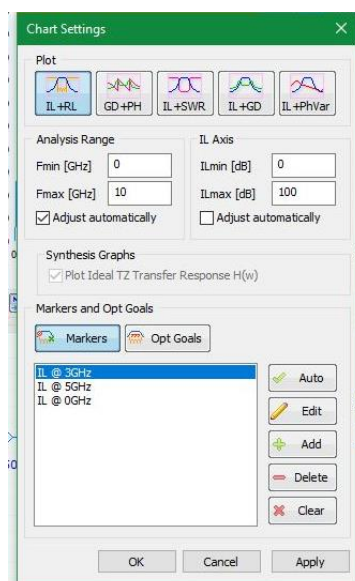 Chart Settings
Plot
IL+RL
GD+PH
IL+SWR
IL+GD
IL+PhVar
Analysis Range
Fmin [GHz] 0
Fmax [GHz] 10
Adjust automatically
IL Axis
ILmin [dB] 0
ILmax [dB] 100
Adjust automatically
Synthesis Graphs
Plot Ideal TZ Transfer Response H(w)
Markers and Opt Goals
Markers
Opt Goals
IL @ 3GHz
IL @ 5GHz
IL @ 0GHz
Auto
Edit
Add
Delete
Clear
OK
Cancel
Apply